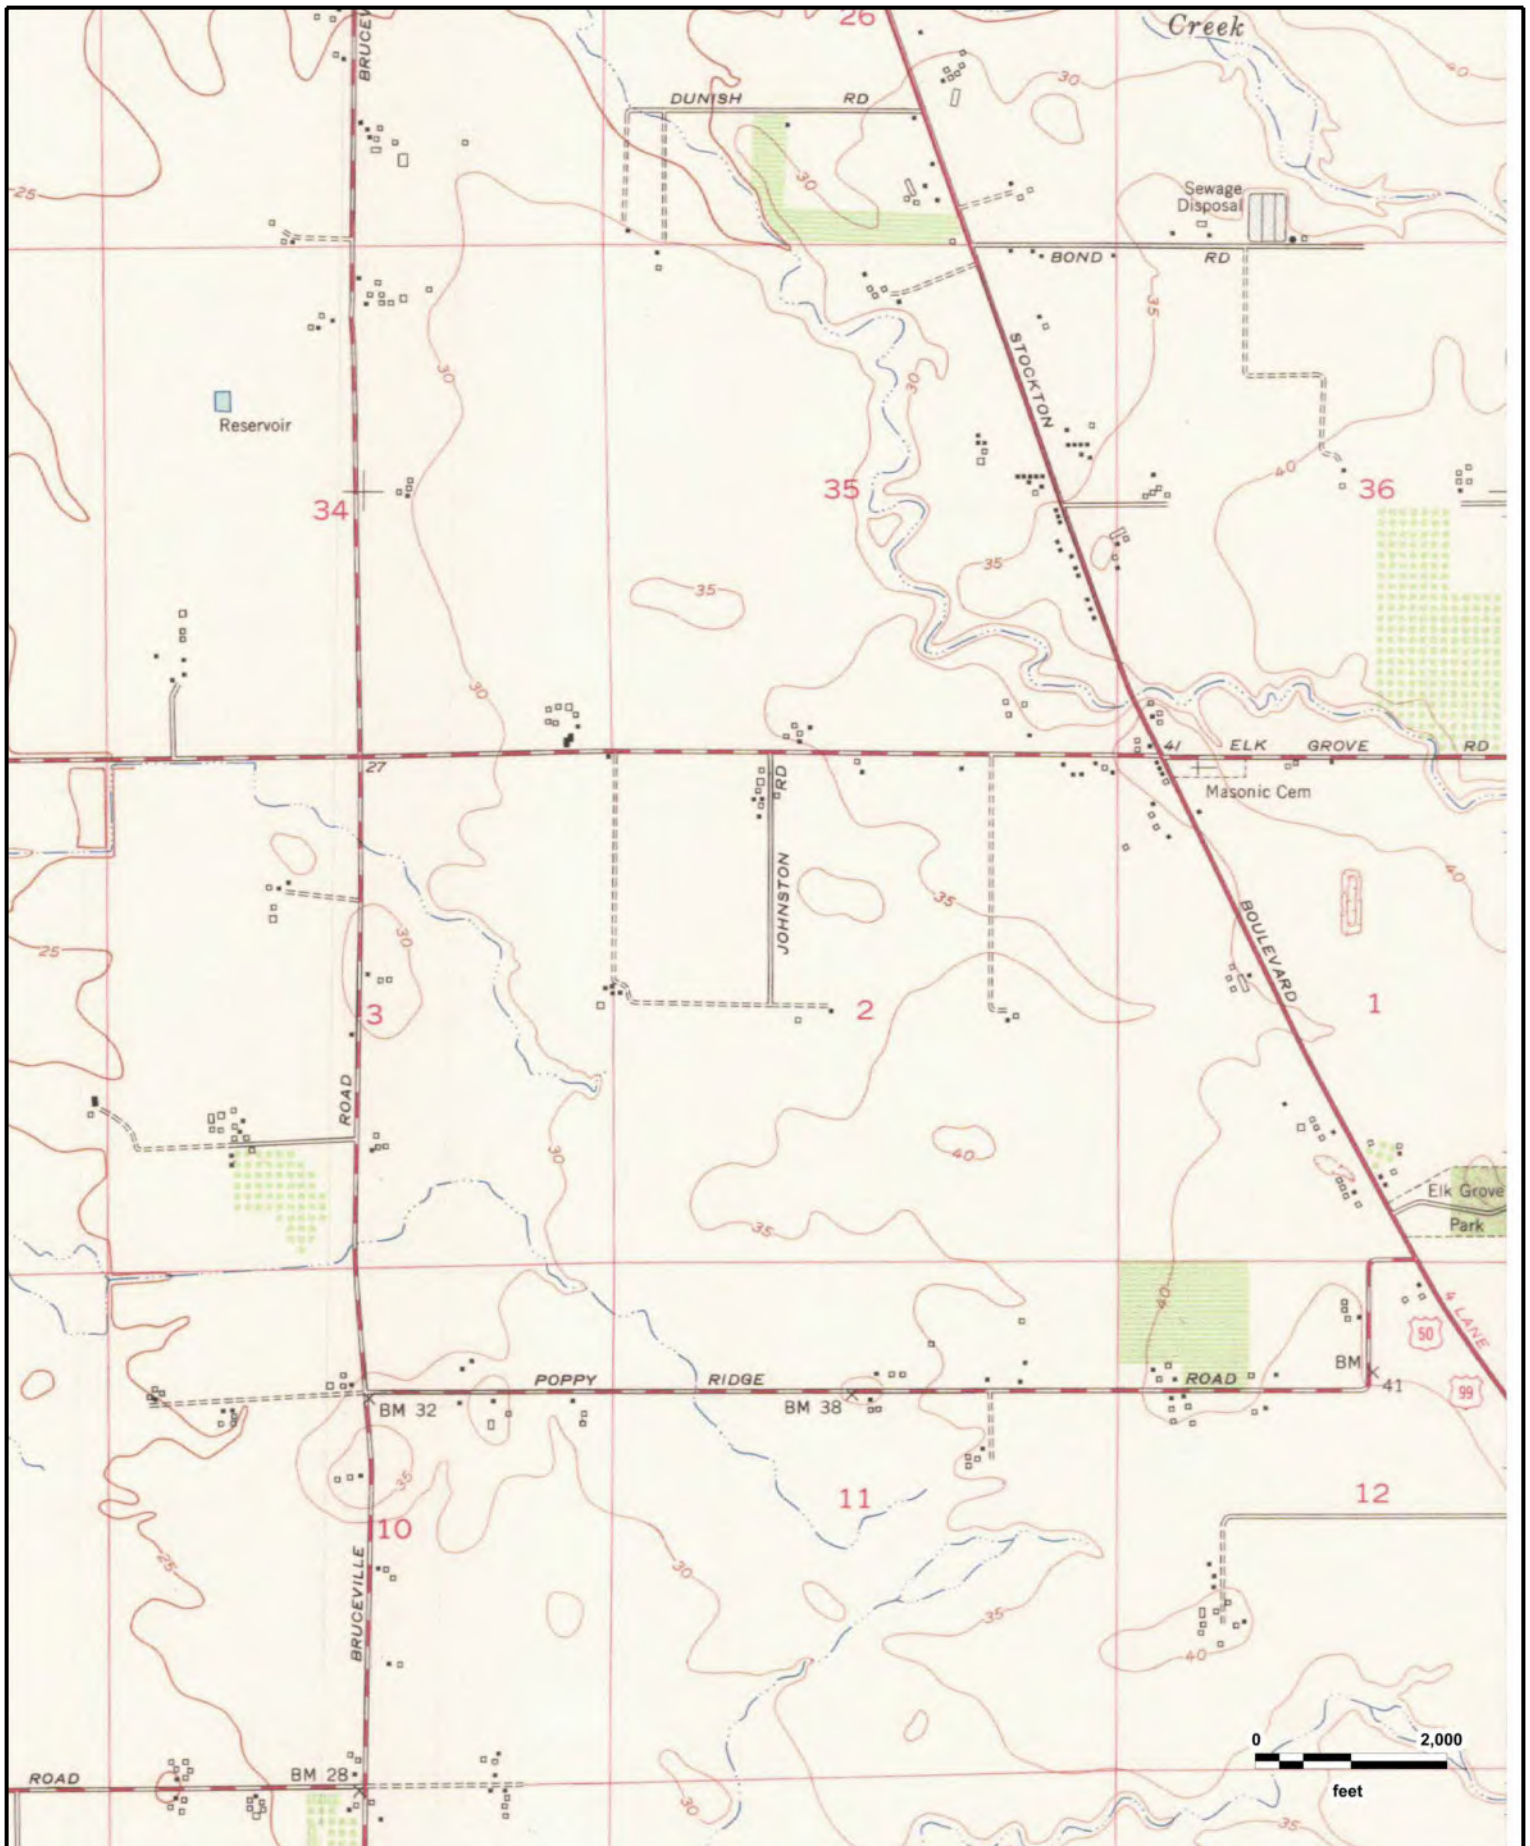 26
Creek
BRUCEV
40
30
DUNISH RD
30
25
Sewage
Disposal
BOND RD
35
STOCKTON
30
30
Reservoir
40
34
35
36
35
35
30
27
41 ELK GROVE RD
Masonic Cem
RD
JOHNSTON
40
35
BOULEVARD
30
25
3
2
1
ROAD
30
40
Elk Grove
Park
35
40
4 LANE
50
BM
41
99
POPPY RIDGE ROAD
BM 32
BM 38
35
11
12
10
25
30
BRUCEVILLE
35
40
0 2,000
feet
ROAD
BM 28
30
35